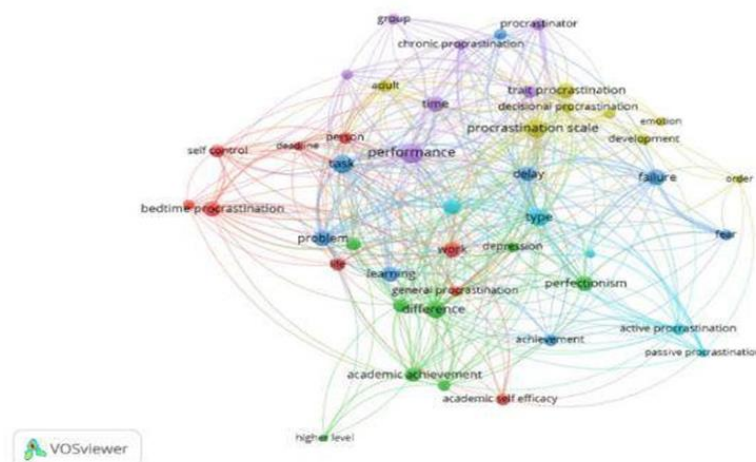 group
procrastinator
chronic procrastination
adult
trait procrastination
time
decisional procrastination
emotion
procrastination scale
person
development
deadline
self control
performance
task
delay
failure
order
bedtime procrastination
type
problem
fear
depression
work
life
learning
perfectionism
general procrastination
difference
active procrastination
achievement
passive procrastination
academic achievement
academic self efficacy
higher level
VOSviewer